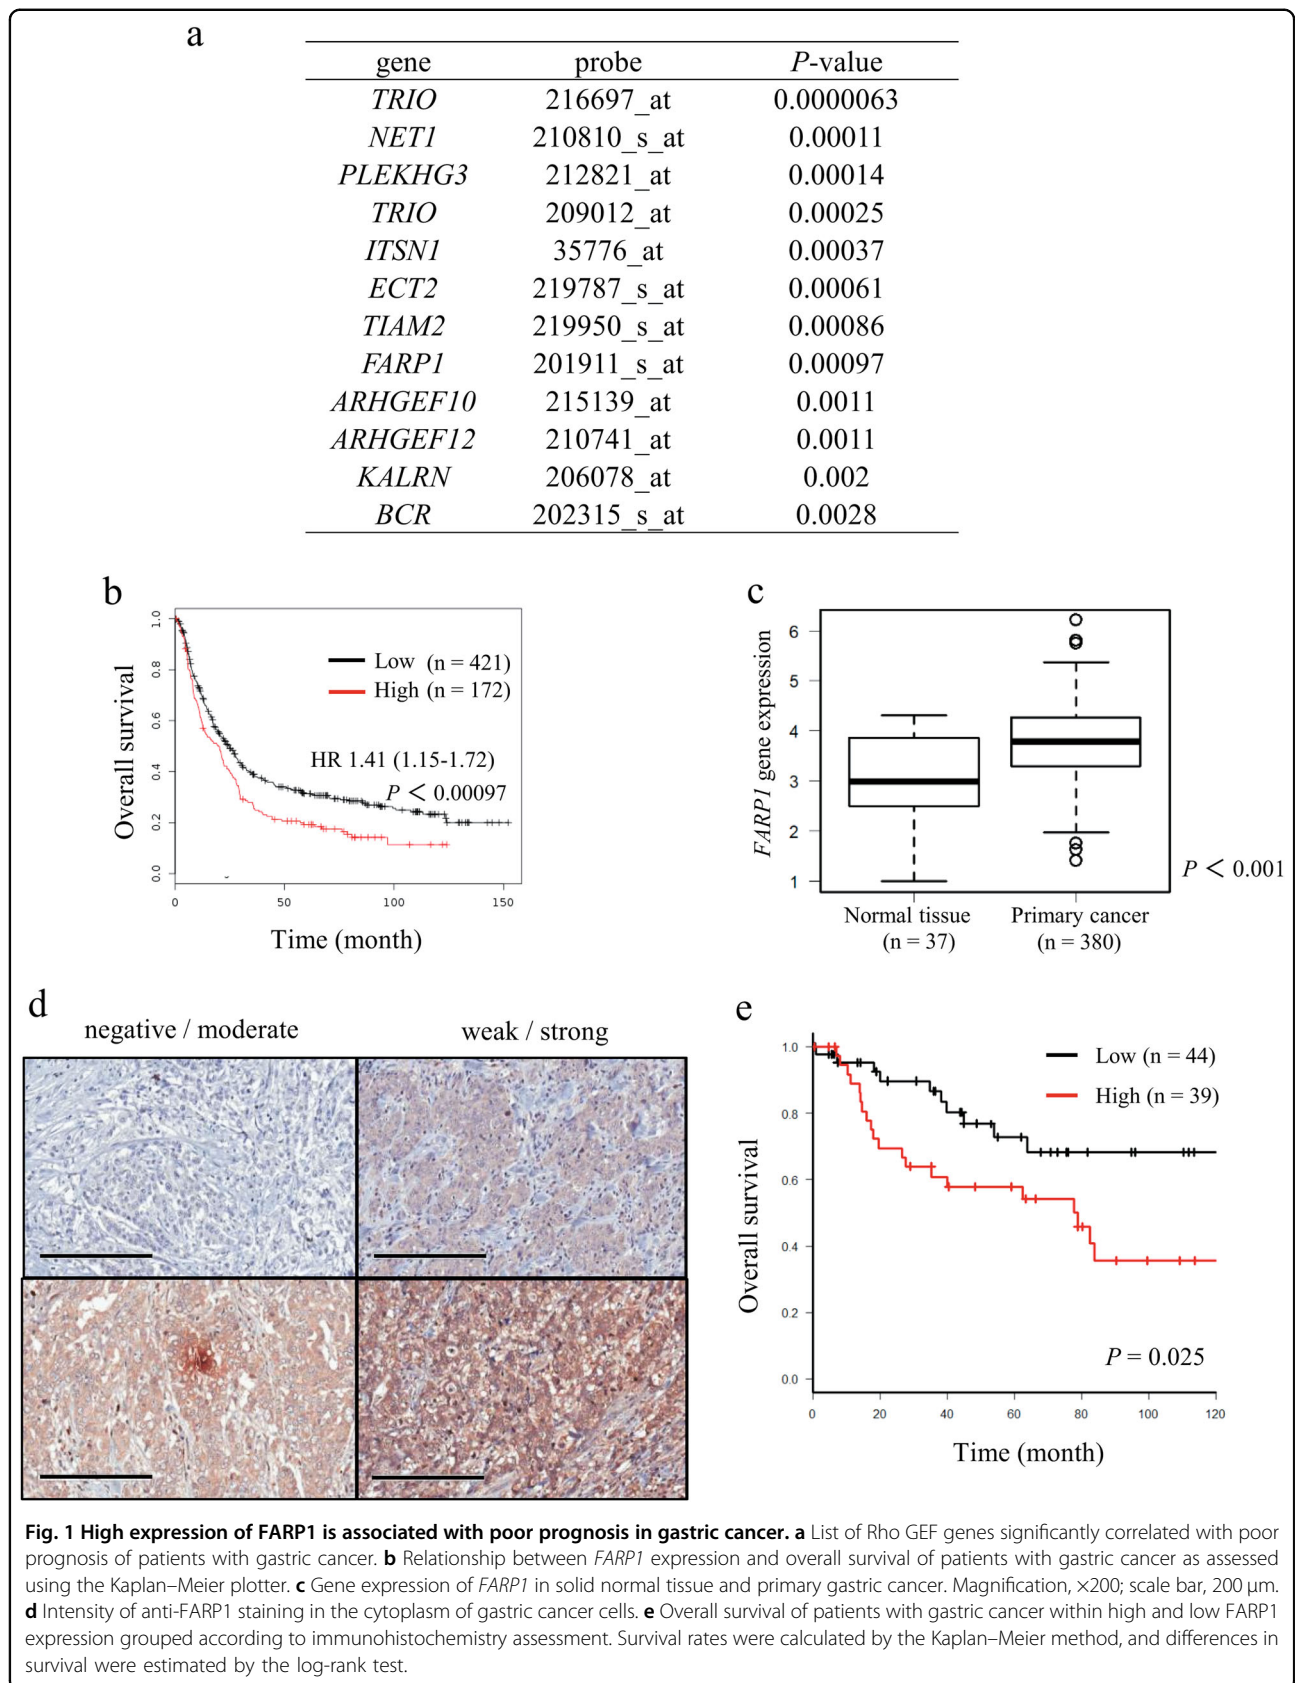 a
gene probe P-value
TRIO 216697_at 0.0000063
NET1 210810_s_at 0.00011
PLEKHG3 212821_at 0.00014
TRIO 209012_at 0.00025
ITSN1 35776_at 0.00037
ECT2 219787_s_at 0.00061
TIAM2 219950_s_at 0.00086
FARP1 201911_s_at 0.00097
ARHGEF10 215139_at 0.0011
ARHGEF12 210741_at 0.0011
KALRN 206078_at 0.002
BCR 202315_s_at 0.0028
b
Overall survival
1.0
0.8
0.6
0.4
0.2
0.0
Low (n = 421)
High (n = 172)
HR 1.41 (1.15-1.72)
P < 0.00097
0 50 100 150
Time (month)
c
FARP1 gene expression
6
5
4
3
2
1
P < 0.001
Normal tissue Primary cancer
(n = 37) (n = 380)
d
negative / moderate weak / strong
e
Overall survival
1.0
0.8
0.6
0.4
0.2
0.0
Low (n = 44)
High (n = 39)
P = 0.025
0 20 40 60 80 100 120
Time (month)
Fig. 1 High expression of FARP1 is associated with poor prognosis in gastric cancer. a List of Rho GEF genes significantly correlated with poor
prognosis of patients with gastric cancer. b Relationship between FARP1 expression and overall survival of patients with gastric cancer as assessed
using the Kaplan–Meier plotter. c Gene expression of FARP1 in solid normal tissue and primary gastric cancer. Magnification, ×200; scale bar, 200 µm.
d Intensity of anti-FARP1 staining in the cytoplasm of gastric cancer cells. e Overall survival of patients with gastric cancer within high and low FARP1
expression grouped according to immunohistochemistry assessment. Survival rates were calculated by the Kaplan–Meier method, and differences in
survival were estimated by the log-rank test.